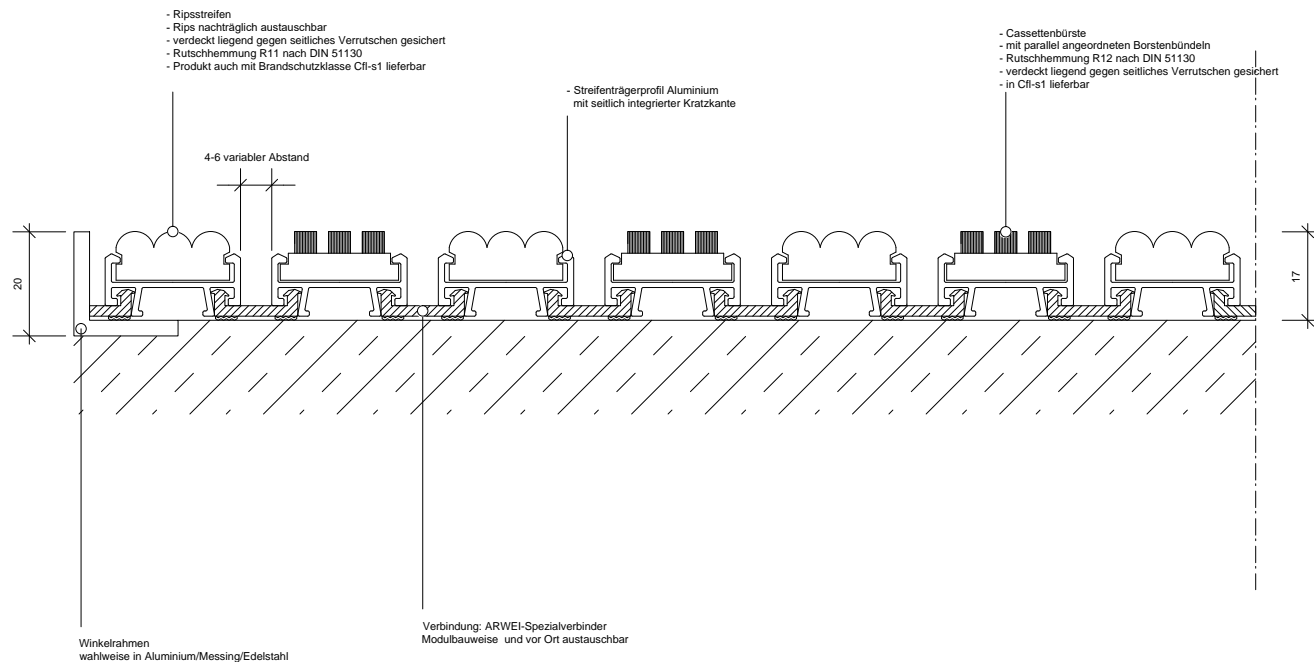 - Ripsstreifen
- Rips nachträglich austauschbar
- verdeckt liegend gegen seitliches Verrutschen gesichert
- Rutschhemmung R11 nach DIN 51130
- Produkt auch mit Brandschutzklasse Cfl-s1 lieferbar
- Cassettenbürste
- mit parallel angeordneten Borstenbündeln
- Rutschhemmung R12 nach DIN 51130
- verdeckt liegend gegen seitliches Verrutschen gesichert
- in Cfl-s1 lieferbar
- Streifenträgerprofil Aluminium
mit seitlich integrierter Kratzkante
4-6 variabler Abstand
20
17
Verbindung: ARWEI-Spezialverbinder
Modulbauweise und vor Ort austauschbar
Winkelrahmen
wahlweise in Aluminium/Messing/Edelstahl